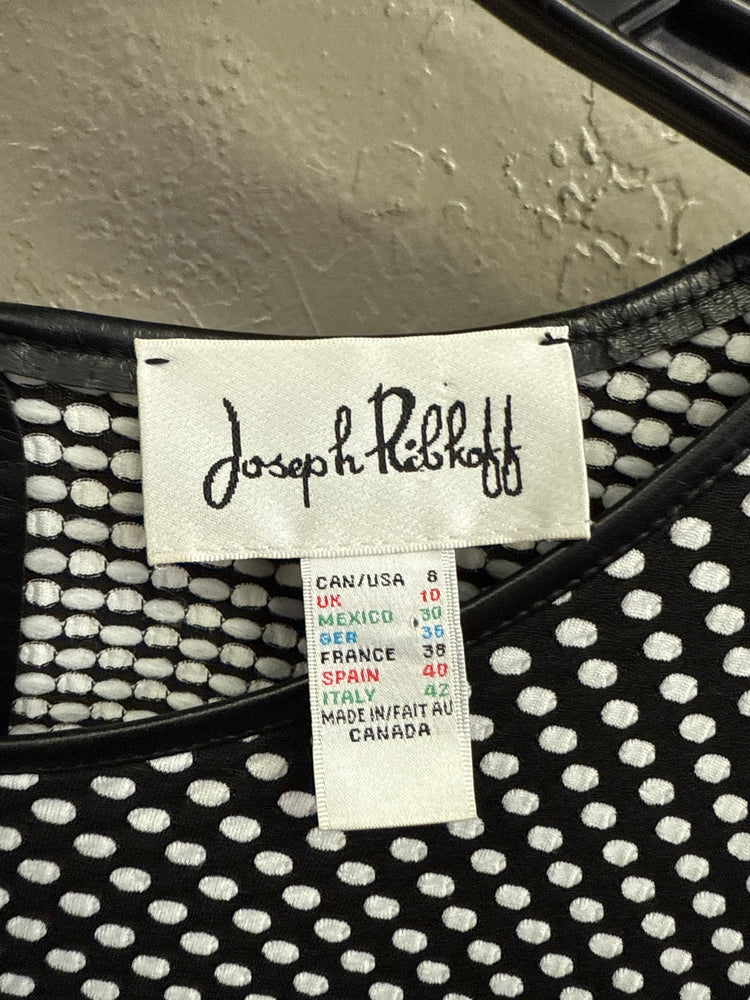 Joseph Ribkoff
CAN/USA 8
UK 10
MEXICO 30
GER 36
FRANCE 38
SPAIN 40
ITALY 42
MADE IN/FAIT AU
CANADA